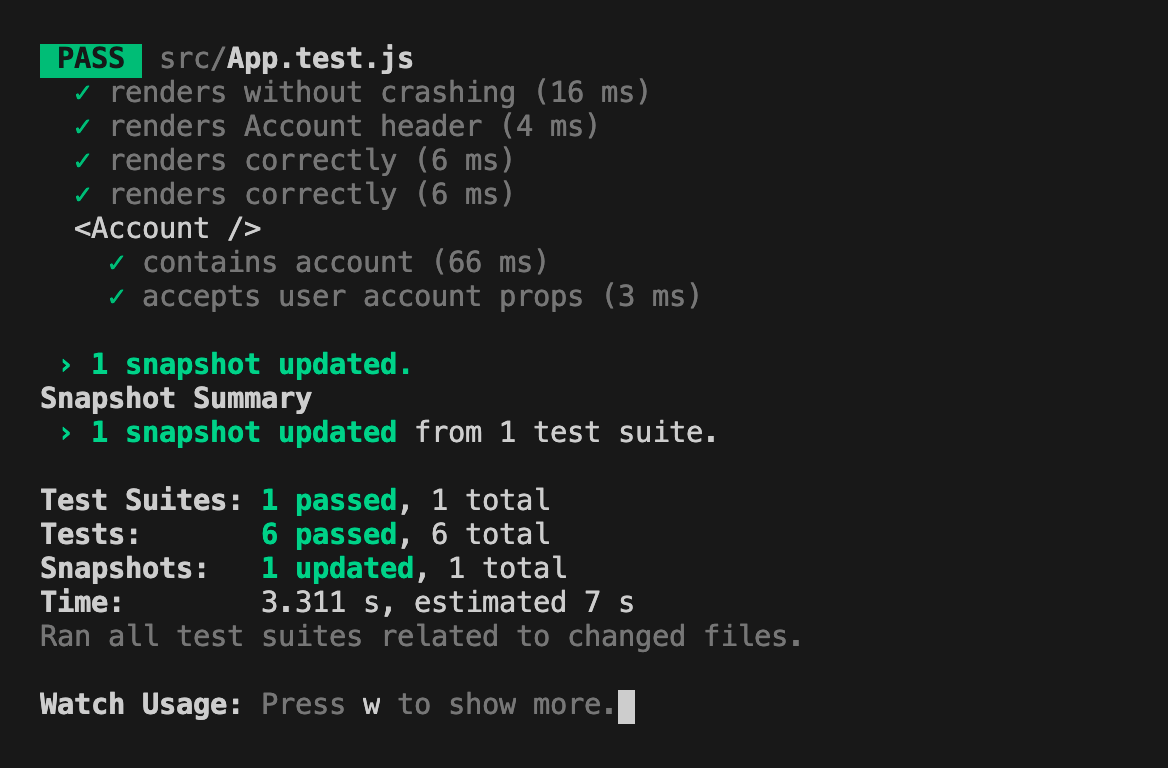 PASS src/App.test.js
✓ renders without crashing (16 ms)
✓ renders Account header (4 ms)
✓ renders correctly (6 ms)
✓ renders correctly (6 ms)
<Account />
✓ contains account (66 ms)
✓ accepts user account props (3 ms)
› 1 snapshot updated.
Snapshot Summary
› 1 snapshot updated from 1 test suite.
Test Suites: 1 passed, 1 total
Tests: 6 passed, 6 total
Snapshots: 1 updated, 1 total
Time: 3.311 s, estimated 7 s
Ran all test suites related to changed files.
Watch Usage: Press w to show more.